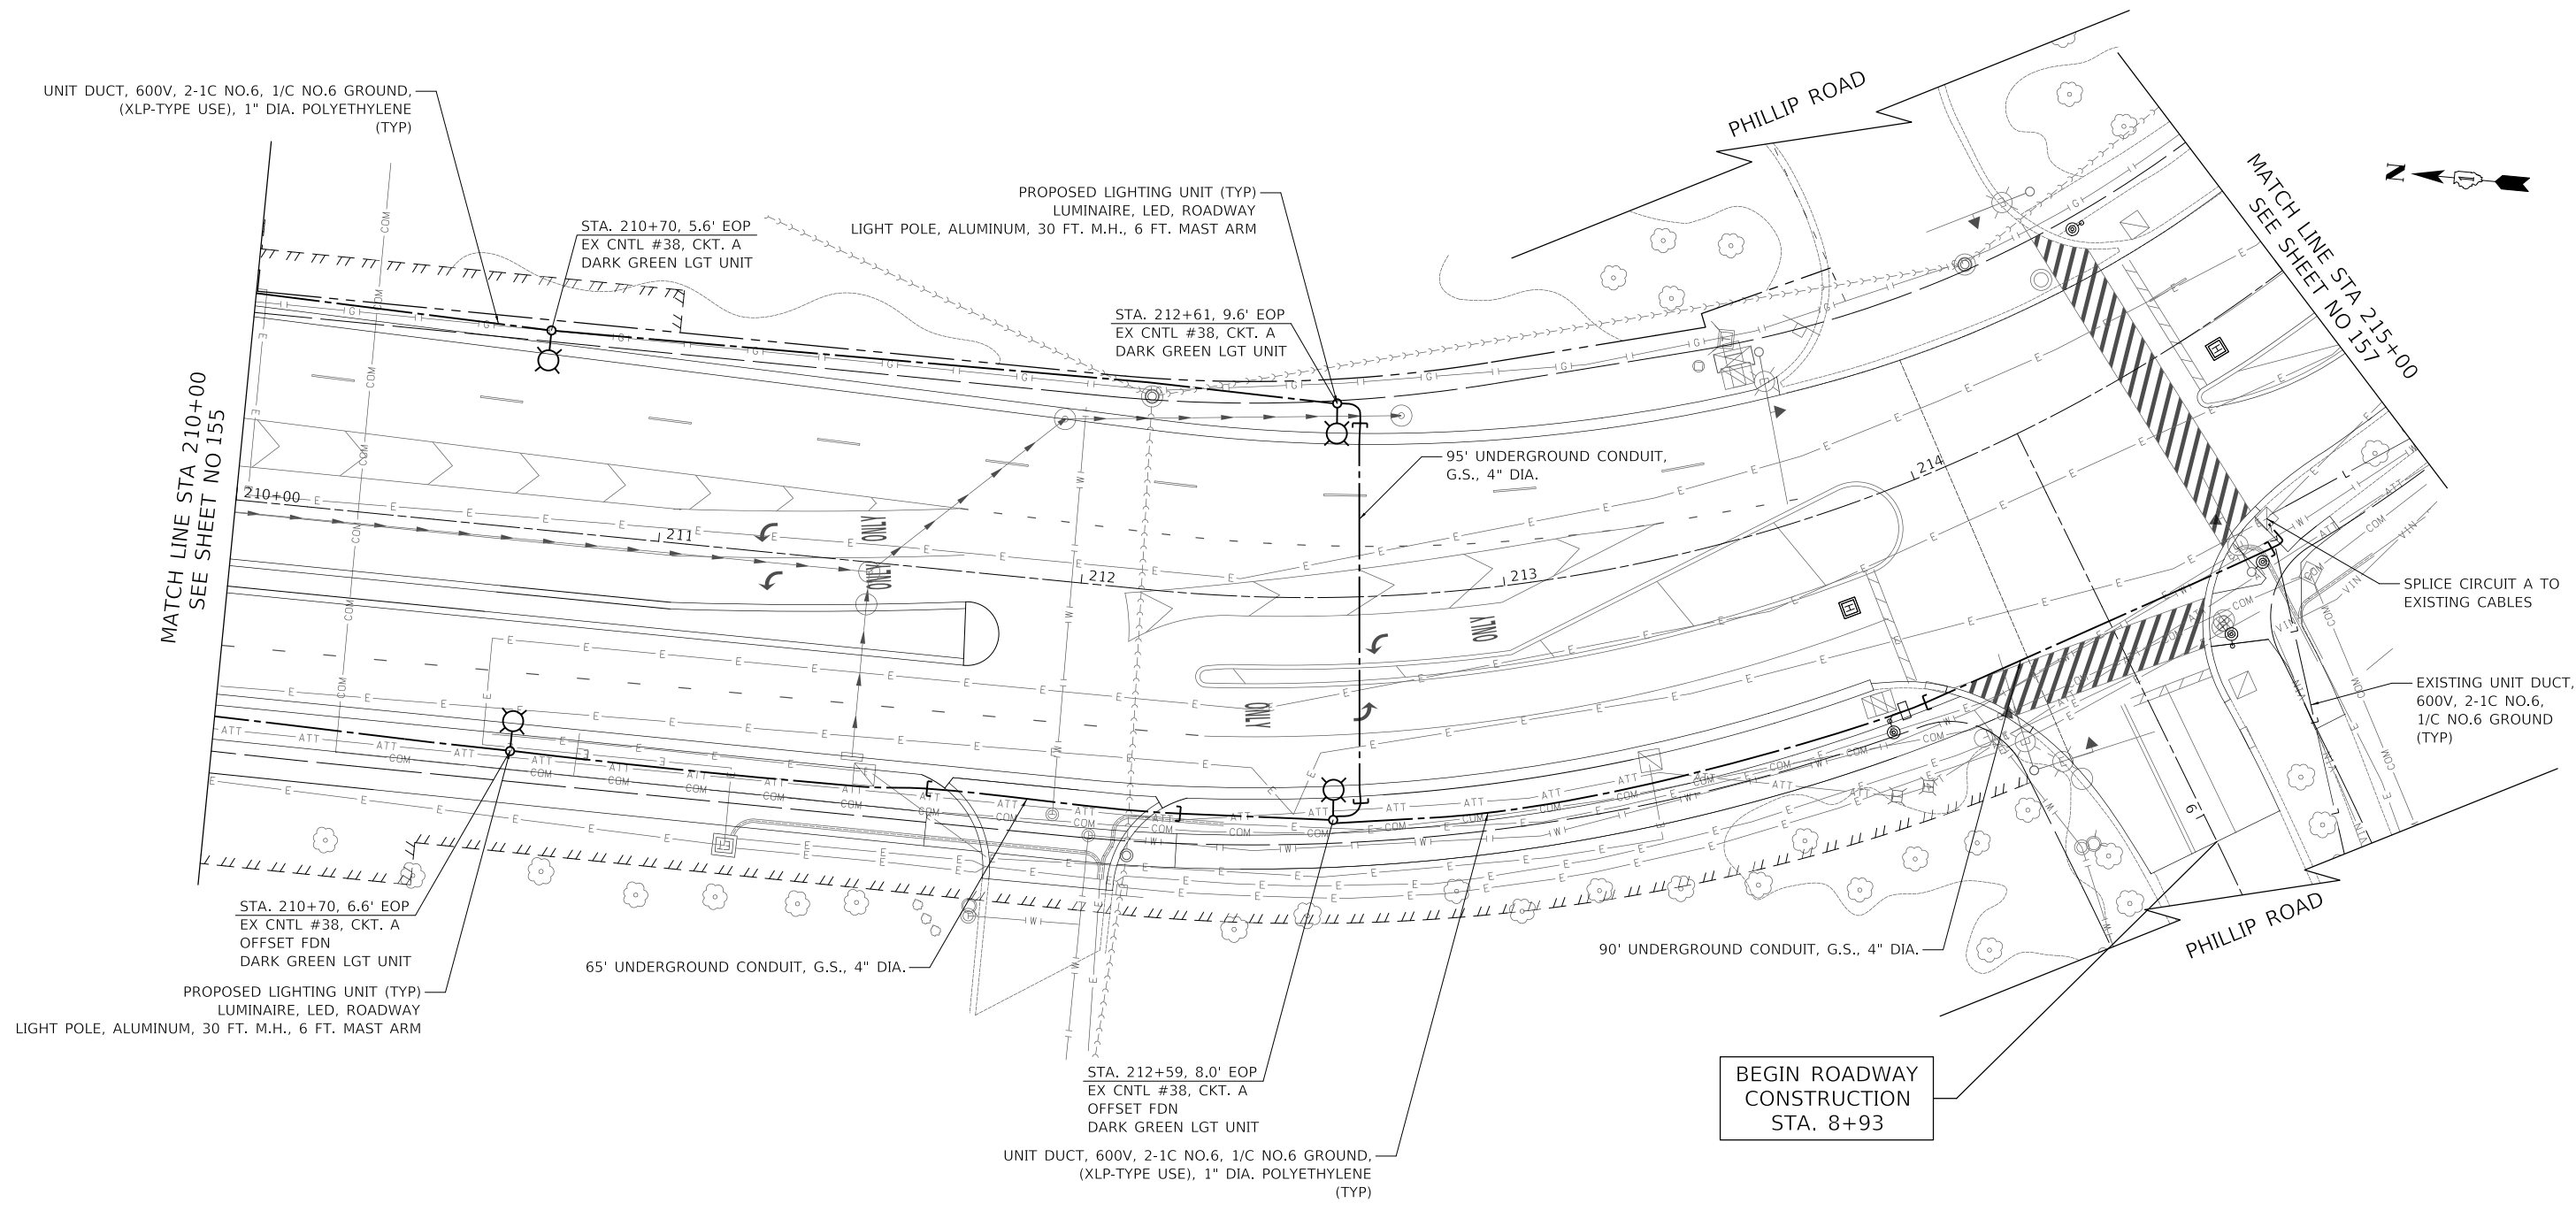 UNIT DUCT, 600V, 2-1C NO.6, 1/C NO.6 GROUND,
(XLP-TYPE USE), 1" DIA. POLYETHYLENE
(TYP)
STA. 210+70, 5.6' EOP
EX CNTL #38, CKT. A
DARK GREEN LGT UNIT
PROPOSED LIGHTING UNIT (TYP)
LUMINAIRE, LED, ROADWAY
LIGHT POLE, ALUMINUM, 30 FT. M.H., 6 FT. MAST ARM
STA. 212+61, 9.6' EOP
EX CNTL #38, CKT. A
DARK GREEN LGT UNIT
PHILLIP ROAD
N
MATCH LINE STA 215+00
SEE SHEET NO 157
MATCH LINE STA 210+00
SEE SHEET NO 155
210+00
211
212
213
214
ONLY
ONLY
ONLY
ONLY
95' UNDERGROUND CONDUIT,
G.S., 4" DIA.
SPLICE CIRCUIT A TO
EXISTING CABLES
EXISTING UNIT DUCT,
600V, 2-1C NO.6,
1/C NO.6 GROUND
(TYP)
9
STA. 210+70, 6.6' EOP
EX CNTL #38, CKT. A
OFFSET FDN
DARK GREEN LGT UNIT
PROPOSED LIGHTING UNIT (TYP)
LUMINAIRE, LED, ROADWAY
LIGHT POLE, ALUMINUM, 30 FT. M.H., 6 FT. MAST ARM
65' UNDERGROUND CONDUIT, G.S., 4" DIA.
90' UNDERGROUND CONDUIT, G.S., 4" DIA.
PHILLIP ROAD
STA. 212+59, 8.0' EOP
EX CNTL #38, CKT. A
OFFSET FDN
DARK GREEN LGT UNIT
UNIT DUCT, 600V, 2-1C NO.6, 1/C NO.6 GROUND,
(XLP-TYPE USE), 1" DIA. POLYETHYLENE
(TYP)
BEGIN ROADWAY
CONSTRUCTION
STA. 8+93